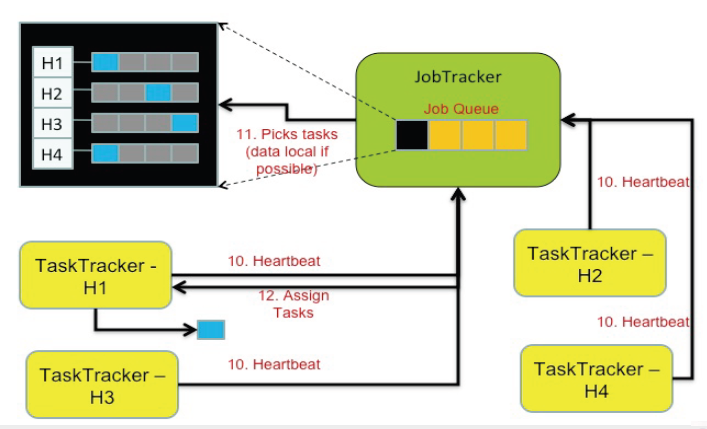 JobTracker
Job Queue
H1
H2
H3
H4
11. Picks tasks
(data local if
possible)
10. Heartbeat
TaskTracker –
H2
TaskTracker -
H1
10. Heartbeat
12. Assign
Tasks
10. Heartbeat
TaskTracker –
H3
10. Heartbeat
TaskTracker –
H4